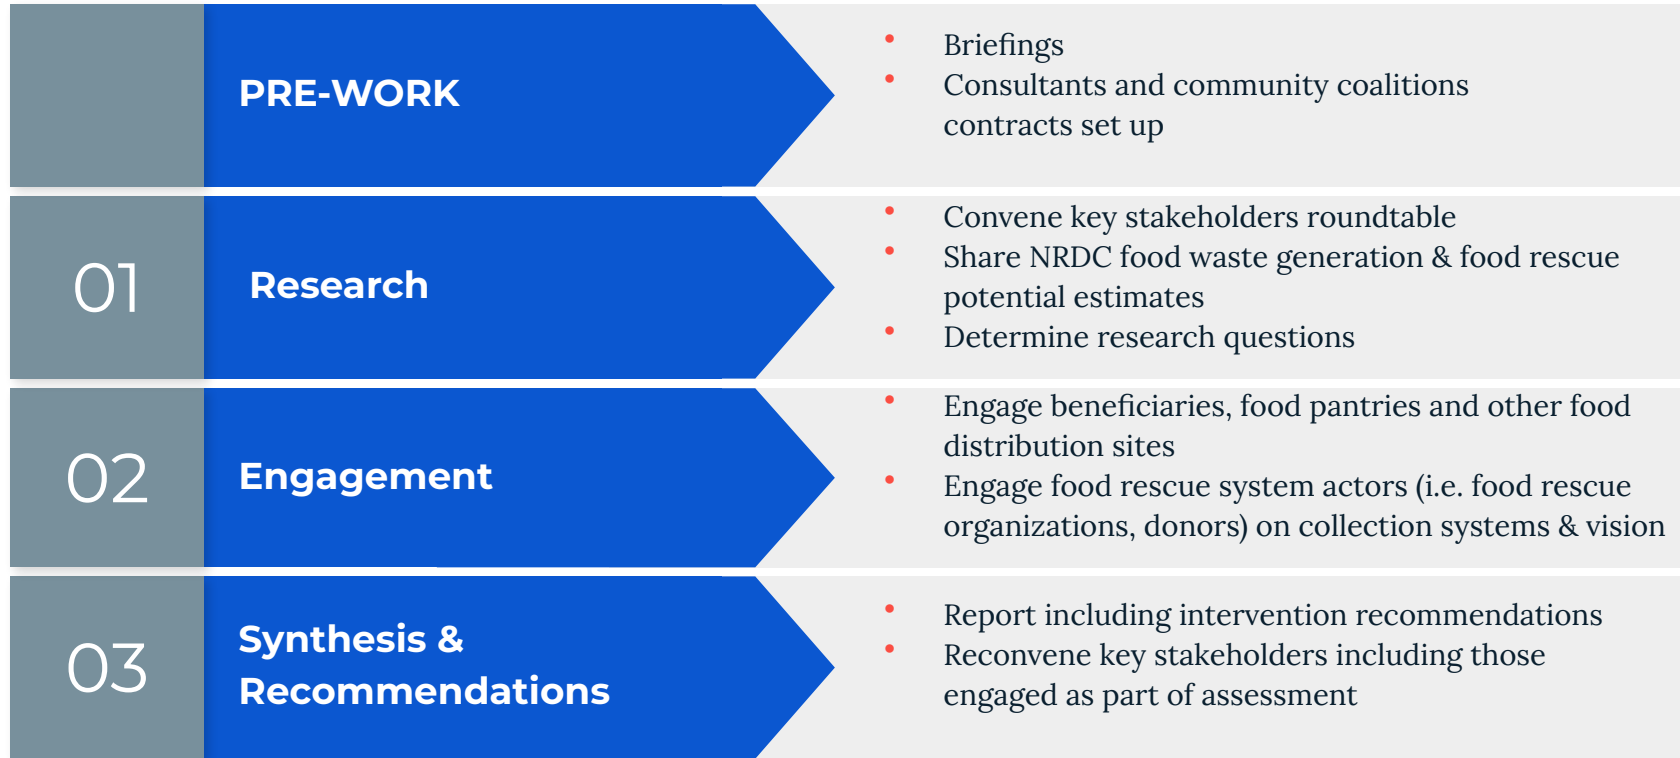 PRE-WORK
• Briefings
• Consultants and community coalitions
contracts set up
01
Research
• Convene key stakeholders roundtable
• Share NRDC food waste generation & food rescue
potential estimates
• Determine research questions
02
Engagement
• Engage beneficiaries, food pantries and other food
distribution sites
• Engage food rescue system actors (i.e. food rescue
organizations, donors) on collection systems & vision
03
Synthesis &
Recommendations
• Report including intervention recommendations
• Reconvene key stakeholders including those
engaged as part of assessment